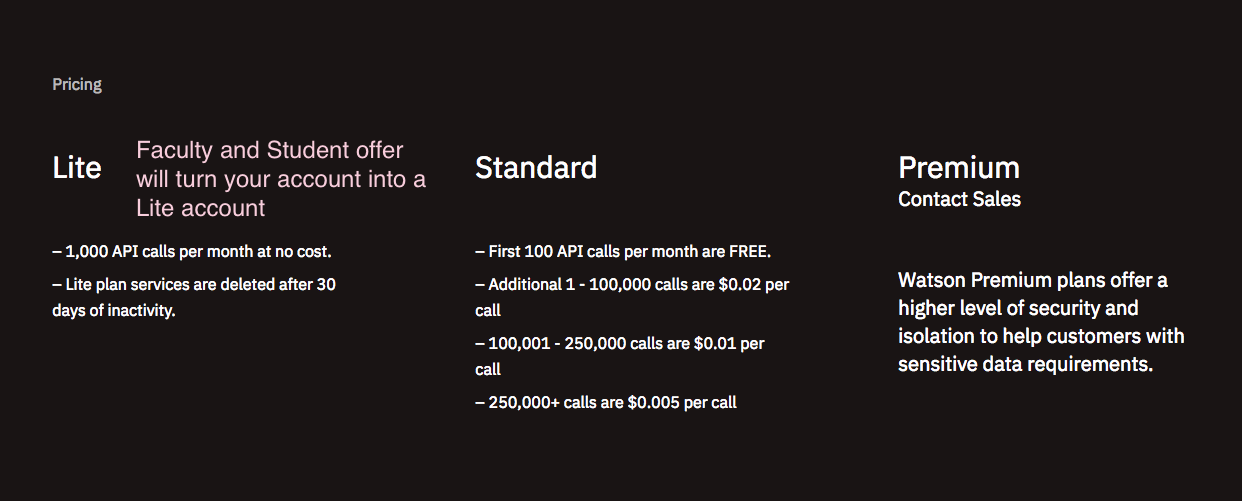 Pricing
Lite
Faculty and Student offer
will turn your account into a
Lite account
– 1,000 API calls per month at no cost.
– Lite plan services are deleted after 30
days of inactivity.
Standard
– First 100 API calls per month are FREE.
– Additional 1 - 100,000 calls are $0.02 per
call
– 100,001 - 250,000 calls are $0.01 per
call
– 250,000+ calls are $0.005 per call
Premium
Contact Sales
Watson Premium plans offer a
higher level of security and
isolation to help customers with
sensitive data requirements.